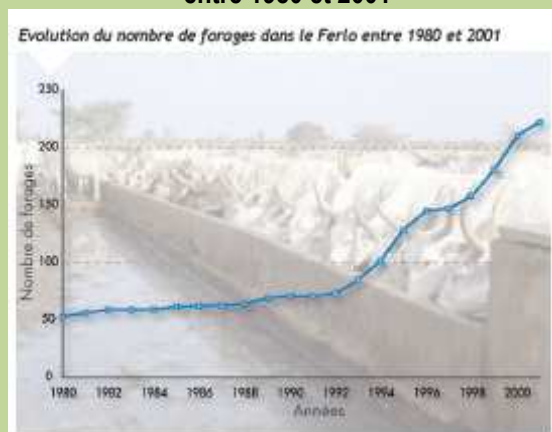 entre 1980 et 2001
Evolution du nombre de forages dans le Ferlo entre 1980 et 2001
Nombre de forages
250
200
150
100
50
0
1980 1982 1984 1986 1988 1990 1992 1994 1996 1998 2000
Années